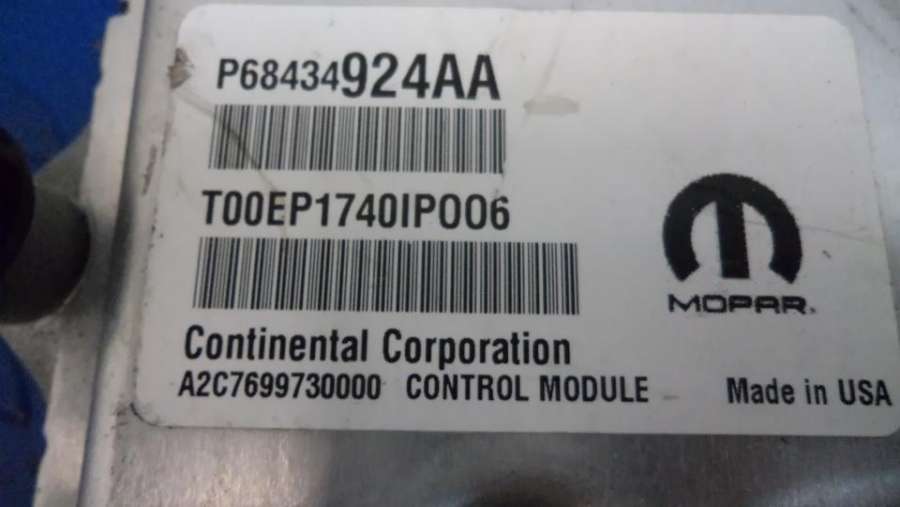 P68434924AA
T00EP1740IP006
MOPAR.
Continental Corporation
A2C7699730000 CONTROL MODULE Made in USA